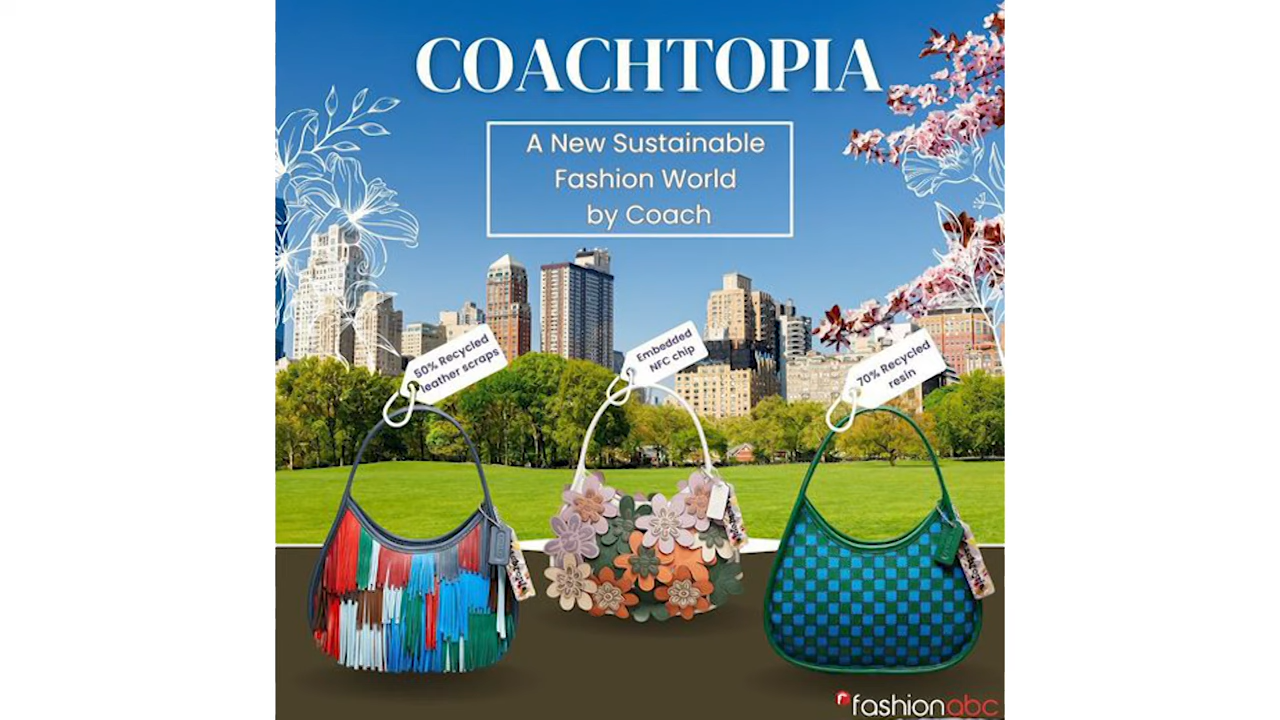 COACHTOPIA
A New Sustainable
Fashion World
by Coach
50% Recycled
leather scraps
Embedded
NFC chip
70% Recycled
resin
fashionabc